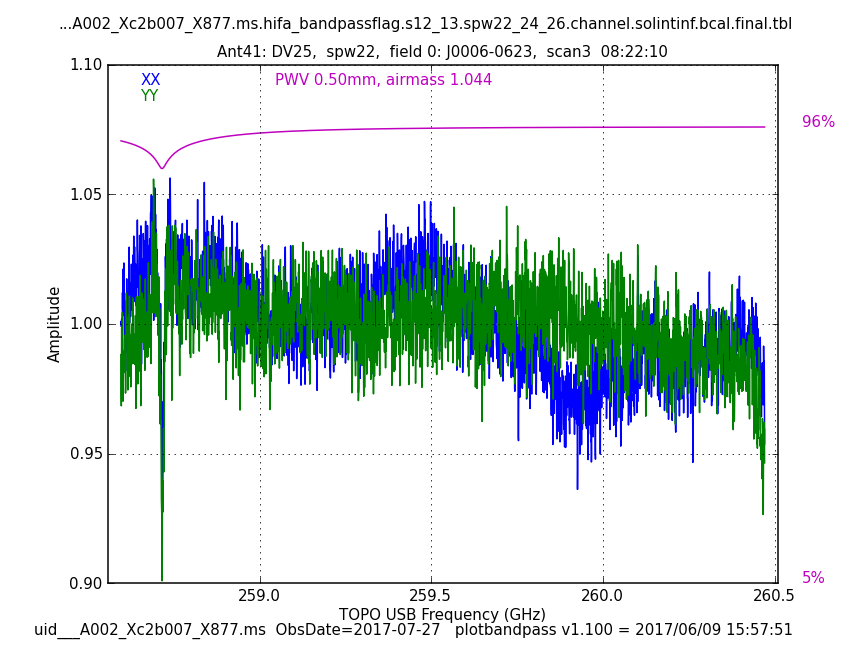 ...A002_Xc2b007_X877.ms.hifa_bandpassflag.s12_13.spw22_24_26.channel.solintinf.bcal.final.tbl
Ant41: DV25, spw22, field 0: J0006-0623, scan3 08:22:10
1.10
XX
PWV 0.50mm, airmass 1.044
YY
96%
1.05
1.00
Amplitude
0.95
0.90
5%
259.0
259.5
260.0
260.5
TOPO USB Frequency (GHz)
uid___A002_Xc2b007_X877.ms ObsDate=2017-07-27 plotbandpass v1.100 = 2017/06/09 15:57:51